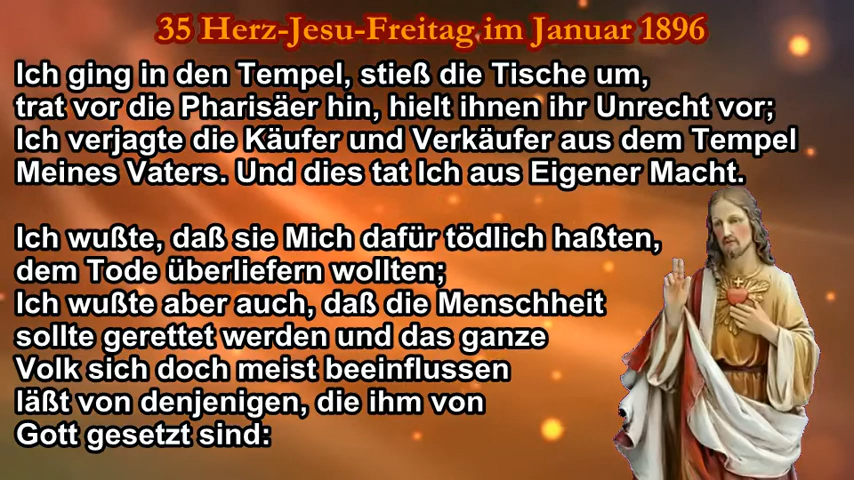 35 Herz-Jesu-Freitag im Januar 1896
Ich ging in den Tempel, stieß die Tische um,
trat vor die Pharisäer hin, hielt ihnen ihr Unrecht vor;
Ich verjagte die Käufer und Verkäufer aus dem Tempel
Meines Vaters. Und dies tat Ich aus Eigener Macht.
Ich wußte, daß sie Mich dafür tödlich haßten,
dem Tode überliefern wollten;
Ich wußte aber auch, daß die Menschheit
sollte gerettet werden und das ganze
Volk sich doch meist beeinflussen
läßt von denjenigen, die ihm von
Gott gesetzt sind: